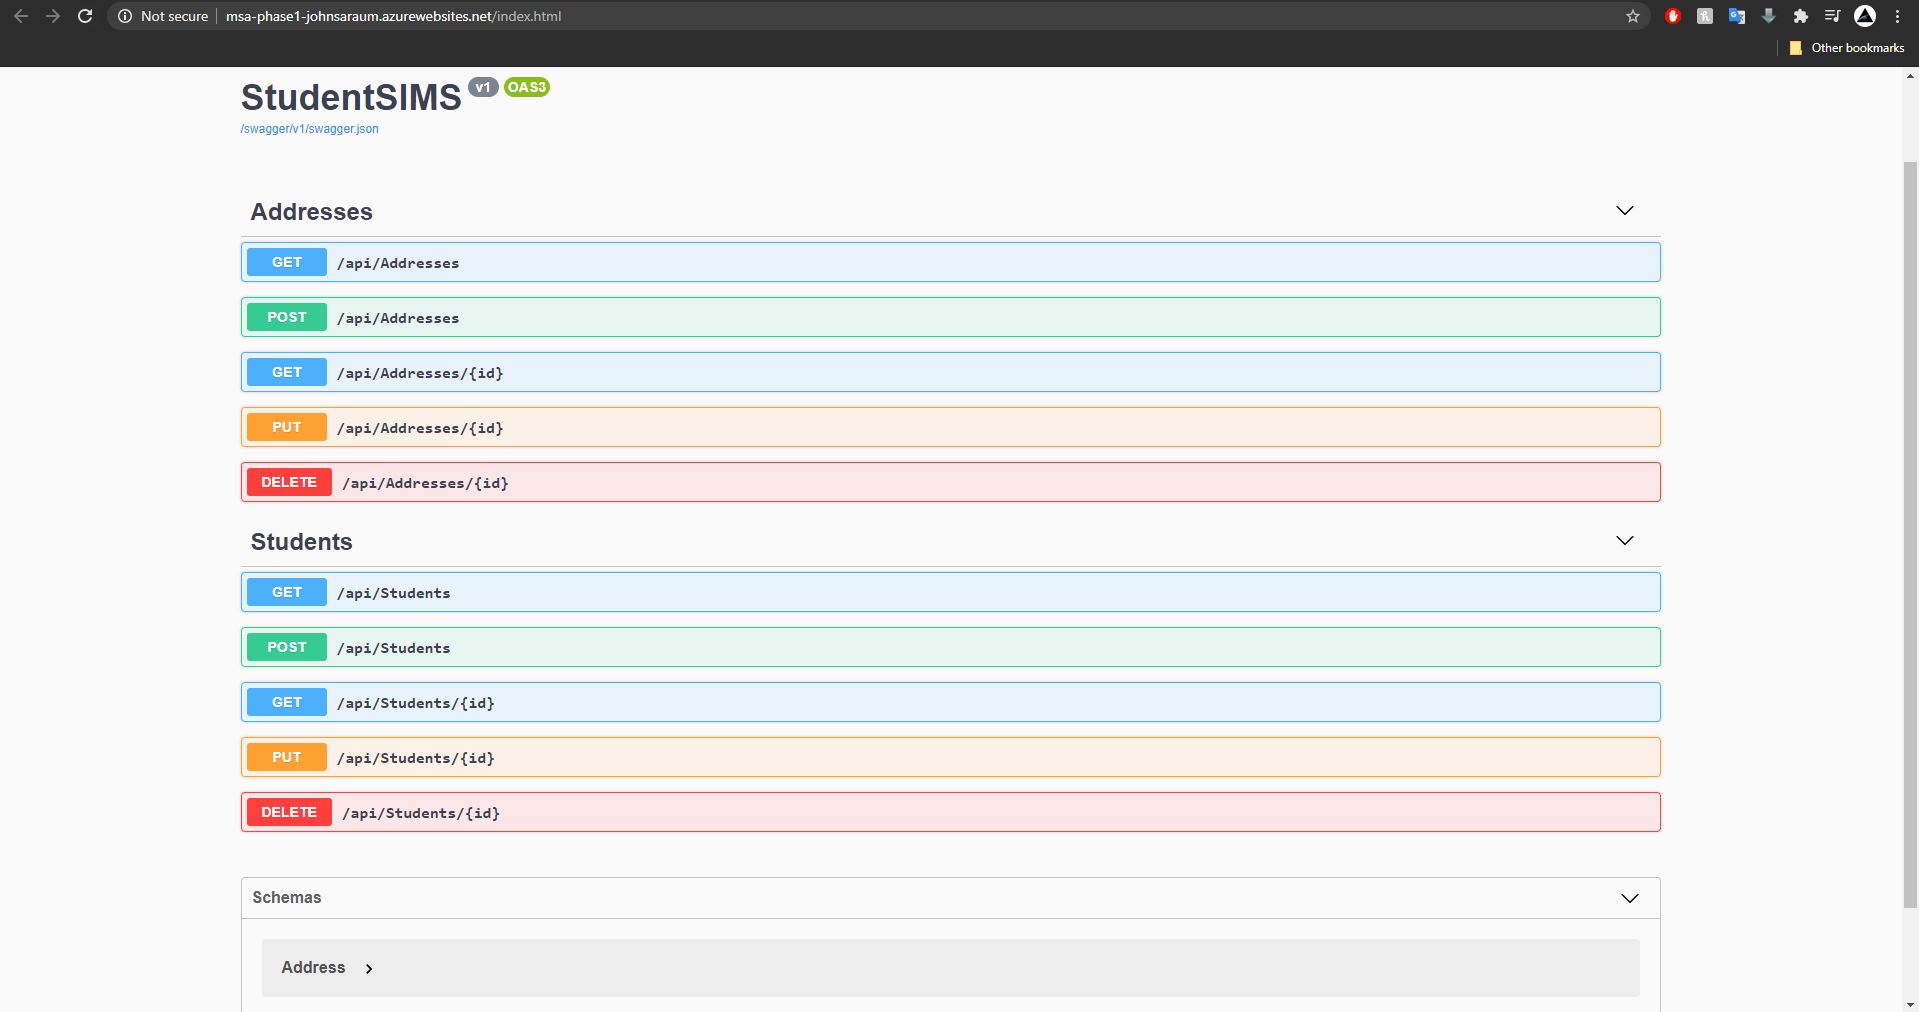 Not secure msa-phase1-johnsaraum.azurewebsites.net/index.html
Other bookmarks
StudentSIMS v1 OAS3
/swagger/v1/swagger.json
Addresses
GET /api/Addresses
POST /api/Addresses
GET /api/Addresses/{id}
PUT /api/Addresses/{id}
DELETE /api/Addresses/{id}
Students
GET /api/Students
POST /api/Students
GET /api/Students/{id}
PUT /api/Students/{id}
DELETE /api/Students/{id}
Schemas
Address